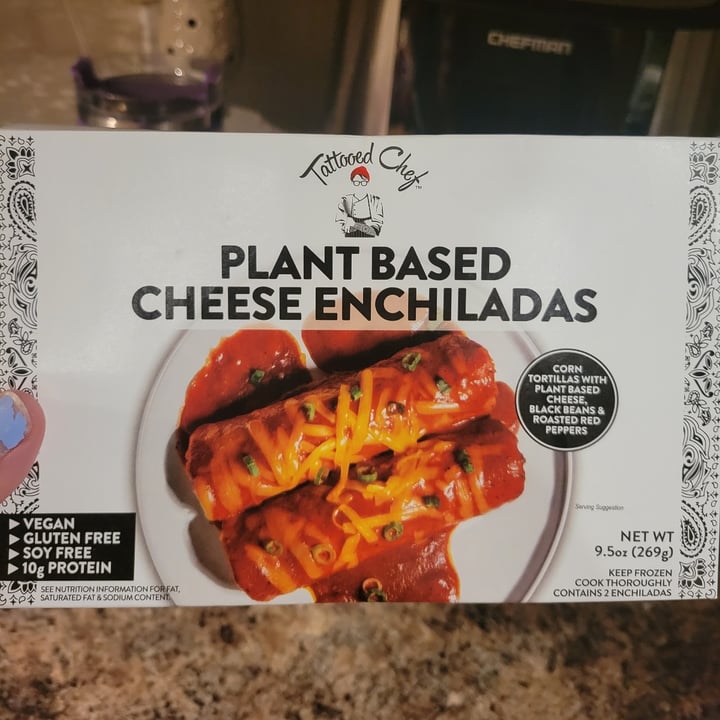 CHEFMAN
Tattooed Chef™
PLANT BASED
CHEESE ENCHILADAS
CORN
TORTILLAS WITH
PLANT BASED
CHEESE,
BLACK BEANS &
ROASTED RED
PEPPERS
Serving Suggestion
▶ VEGAN
▶ GLUTEN FREE
▶ SOY FREE
▶ 10g PROTEIN
SEE NUTRITION INFORMATION FOR FAT,
SATURATED FAT & SODIUM CONTENT.
NET WT
9.5oz (269g)
KEEP FROZEN
COOK THOROUGHLY
CONTAINS 2 ENCHILADAS